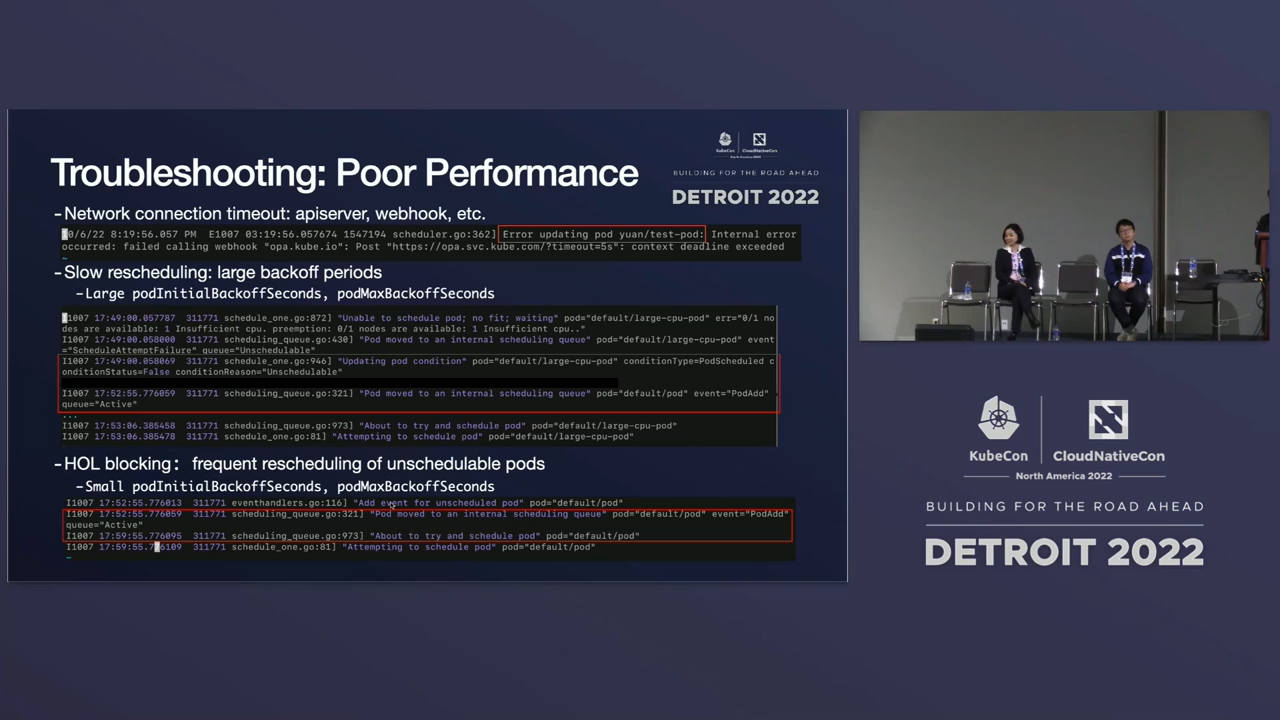 KubeCon
CloudNativeCon
North America 2022
BUILDING FOR THE ROAD AHEAD
DETROIT 2022
Troubleshooting: Poor Performance
-Network connection timeout: apiserver, webhook, etc.
10/6/22 8:19:56.057 PM E1007 03:19:56.057674 1547194 scheduler.go:362] Error updating pod yuan/test-pod: Internal error
occurred: failed calling webhook "opa.kube.io": Post "https://opa.svc.kube.com/?timeout=5s": context deadline exceeded
~
-Slow rescheduling: large backoff periods
-Large podInitialBackoffSeconds, podMaxBackoffSeconds
I1007 17:49:00.057787 311771 schedule_one.go:872] "Unable to schedule pod; no fit; waiting" pod="default/large-cpu-pod" err="0/1 no
des are available: 1 Insufficient cpu. preemption: 0/1 nodes are available: 1 Insufficient cpu.."
I1007 17:49:00.058000 311771 scheduling_queue.go:430] "Pod moved to an internal scheduling queue" pod="default/large-cpu-pod" event
="ScheduleAttemptFailure" queue="Unschedulable"
I1007 17:49:00.058069 311771 schedule_one.go:946] "Updating pod condition" pod="default/large-cpu-pod" conditionType=PodScheduled c
onditionStatus=False conditionReason="Unschedulable"
I1007 17:52:55.776059 311771 scheduling_queue.go:321] "Pod moved to an internal scheduling queue" pod="default/pod" event="PodAdd"
queue="Active"
...
I1007 17:53:06.385458 311771 scheduling_queue.go:973] "About to try and schedule pod" pod="default/large-cpu-pod"
I1007 17:53:06.385478 311771 schedule_one.go:81] "Attempting to schedule pod" pod="default/large-cpu-pod"
-HOL blocking: frequent rescheduling of unschedulable pods
-Small podInitialBackoffSeconds, podMaxBackoffSeconds
I1007 17:52:55.776013 311771 eventhandlers.go:116] "Add event for unscheduled pod" pod="default/pod"
I1007 17:52:55.776059 311771 scheduling_queue.go:321] "Pod moved to an internal scheduling queue" pod="default/pod" event="PodAdd"
queue="Active"
I1007 17:59:55.776095 311771 scheduling_queue.go:973] "About to try and schedule pod" pod="default/pod"
I1007 17:59:55.776109 311771 schedule_one.go:81] "Attempting to schedule pod" pod="default/pod"
~
KubeCon
CloudNativeCon
North America 2022
BUILDING FOR THE ROAD AHEAD
DETROIT 2022